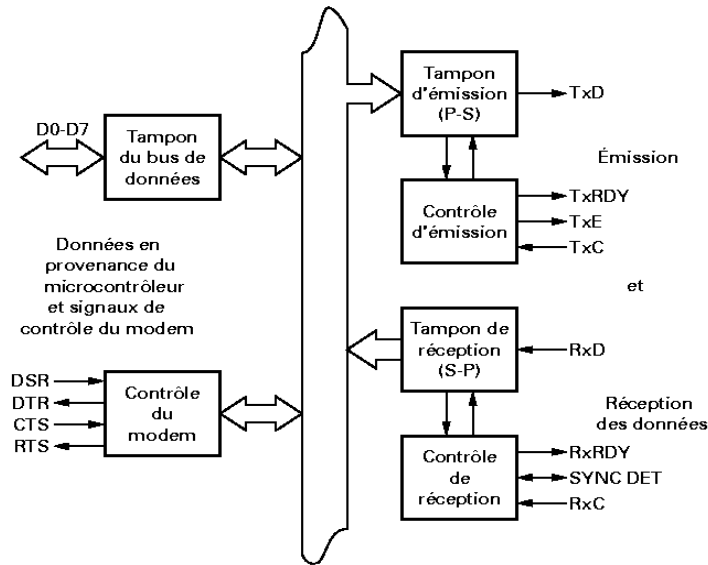 D0-D7
Tampon
du bus de
données
Données en
provenance du
microcontrôleur
et signaux de
contrôle du modem
DSR
DTR
CTS
RTS
Contrôle
du
modem
Tampon
d'émission
(P-S)
TxD
Émission
Contrôle
d'émission
TxRDY
TxE
TxC
et
Tampon de
réception
(S-P)
RxD
Réception
des données
Contrôle
de
réception
RxRDY
SYNC DET
RxC